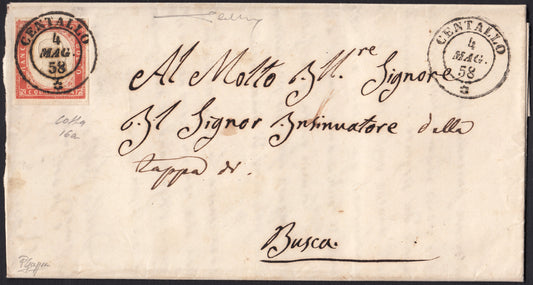 CENTALLO
4
MAG
58
CENTALLO
4
MAG.
58
Al Molto Ill.re Signore
Il Signor Insinuatore della
tappa di
Busca.
16a